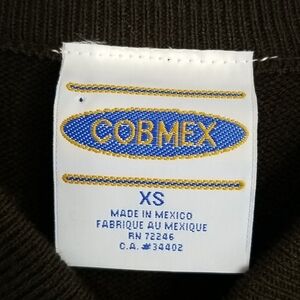 COBMEX
XS
MADE IN MEXICO
FABRIQUE AU MEXIQUE
RN 72246
C.A. #34402